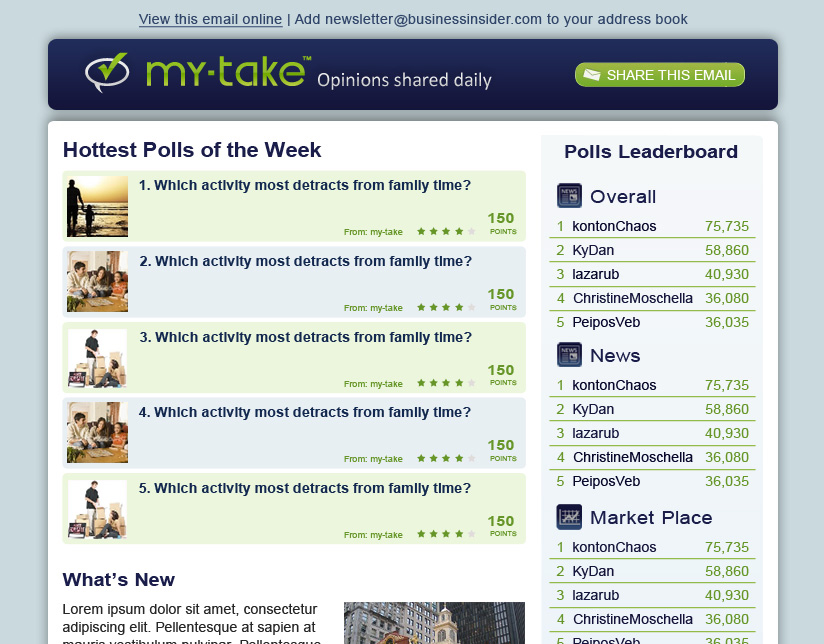 View this email online | Add newsletter@businessinsider.com to your address book
my-take™ Opinions shared daily
SHARE THIS EMAIL
Hottest Polls of the Week
1. Which activity most detracts from family time?
150
From: my-take
POINTS
2. Which activity most detracts from family time?
150
From: my-take
POINTS
3. Which activity most detracts from family time?
150
From: my-take
POINTS
4. Which activity most detracts from family time?
150
From: my-take
POINTS
5. Which activity most detracts from family time?
150
From: my-take
POINTS
What's New
Lorem ipsum dolor sit amet, consectetur
adipiscing elit. Pellentesque at sapien at
mauris vestibulum pulvinar. Pellentesque
Polls Leaderboard
NEWS
Overall
1 kontonChaos 75,735
2 KyDan 58,860
3 lazarub 40,930
4 ChristineMoschella 36,080
5 PeiposVeb 36,035
NEWS
News
1 kontonChaos 75,735
2 KyDan 58,860
3 lazarub 40,930
4 ChristineMoschella 36,080
5 PeiposVeb 36,035
Market Place
1 kontonChaos 75,735
2 KyDan 58,860
3 lazarub 40,930
4 ChristineMoschella 36,080
5 PeiposVeb 36,035